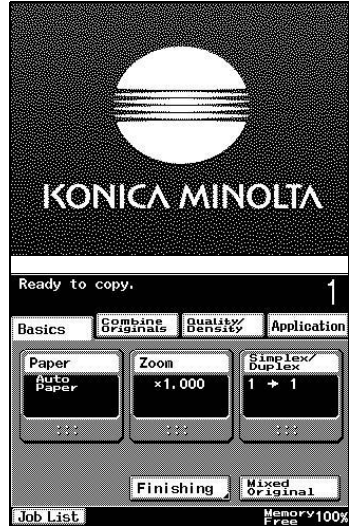 KONICA MINOLTA
Ready to copy.
1
Basics
Combine
Originals
Quality/
Density
Application
Paper
Auto
Paper
Zoom
×1.000
Simplex/
Duplex
1 → 1
Finishing
Mixed
Original
Job List
Memory
Free 100%